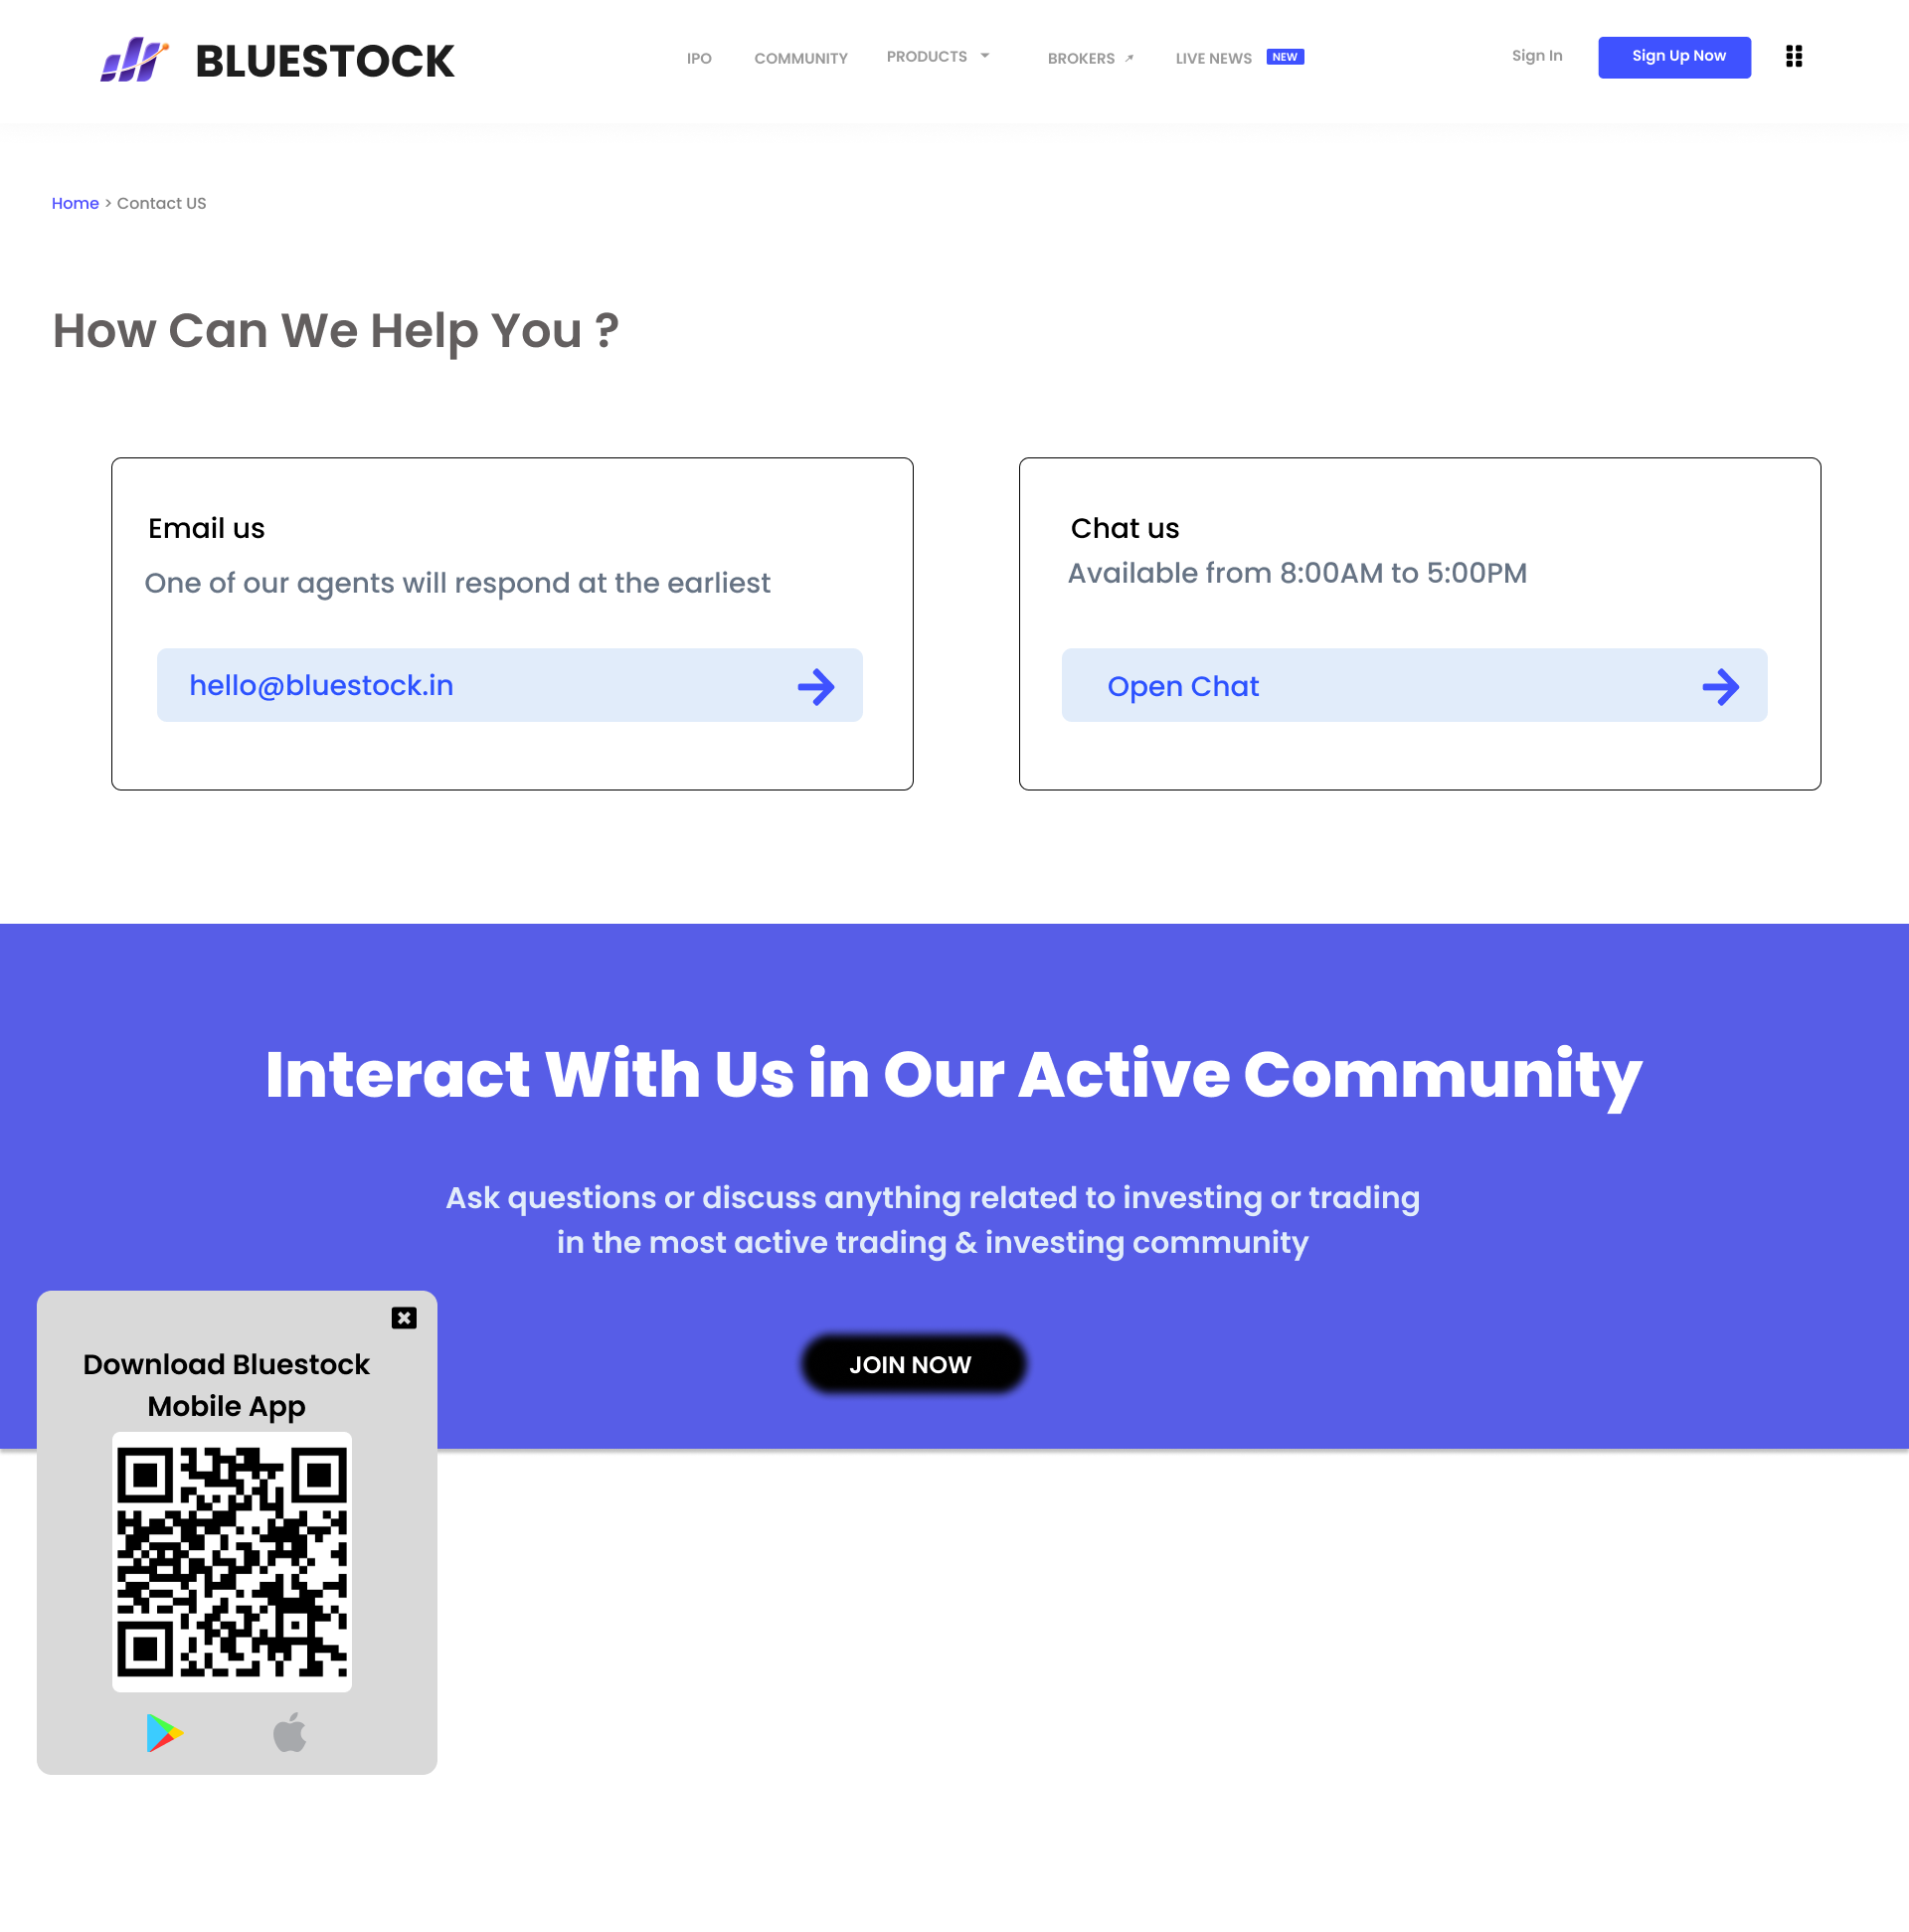 BLUESTOCK
IPO
COMMUNITY
PRODUCTS
BROKERS
LIVE NEWS
NEW
Sign In
Sign Up Now
Home > Contact US
How Can We Help You ?
Email us
One of our agents will respond at the earliest
hello@bluestock.in
Chat us
Available from 8:00AM to 5:00PM
Open Chat
Interact With Us in Our Active Community
Ask questions or discuss anything related to investing or trading
in the most active trading & investing community
JOIN NOW
Download Bluestock
Mobile App